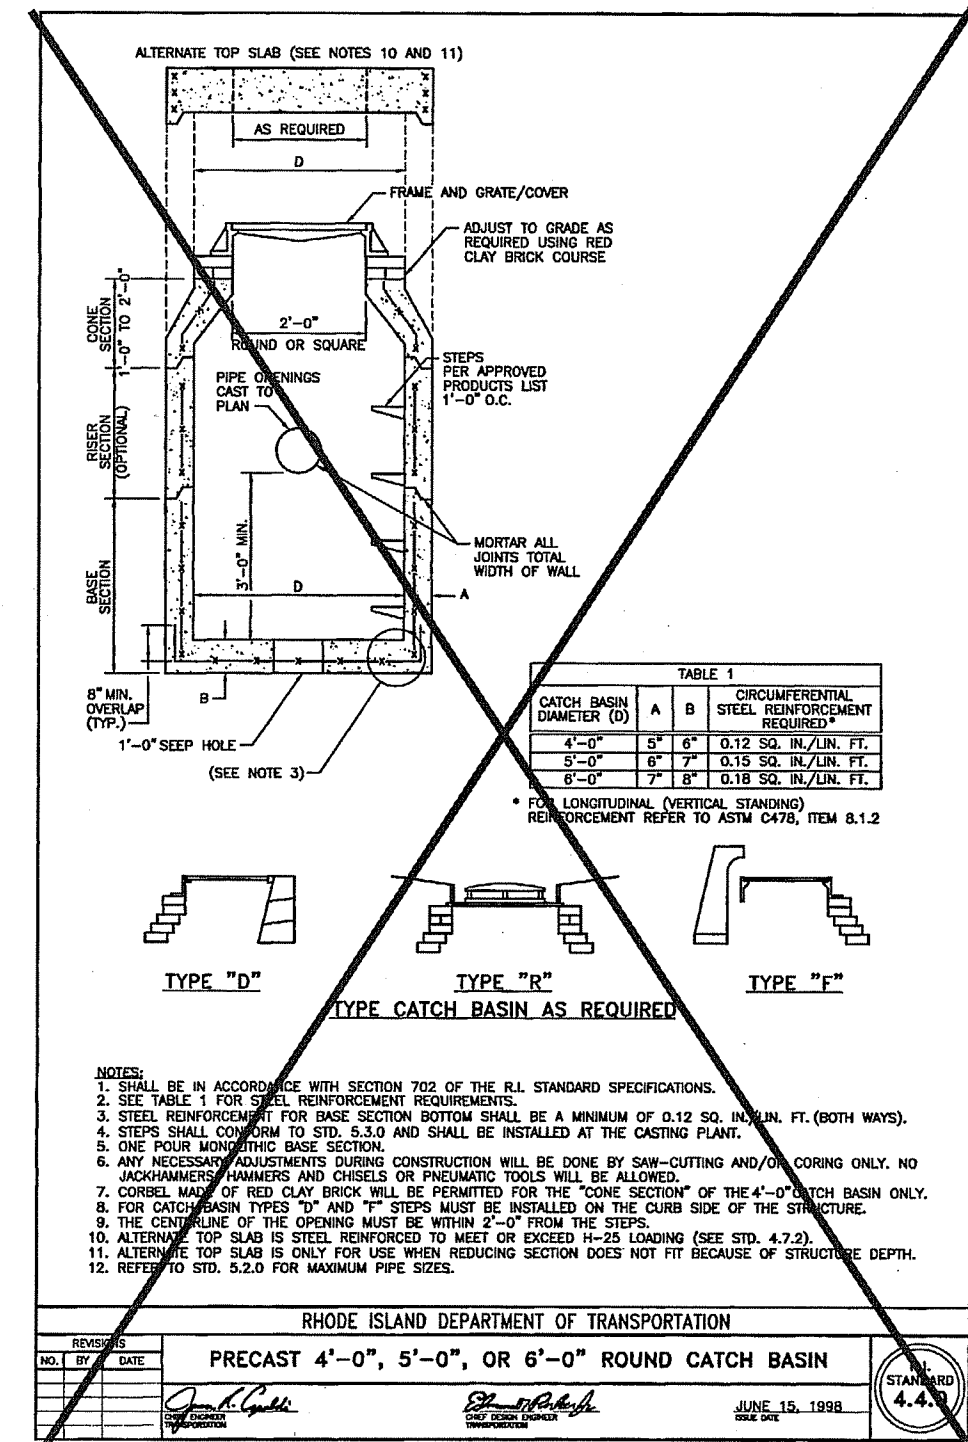 ALTERNATE TOP SLAB (SEE NOTES 10 AND 11)
AS REQUIRED
D
FRAME AND GRATE/COVER
ADJUST TO GRADE AS
REQUIRED USING RED
CLAY BRICK COURSE
CONE
SECTION
1'-0" TO 2'-0"
2'-0"
ROUND OR SQUARE
STEPS
PER APPROVED
PRODUCTS LIST
1'-0" O.C.
PIPE OPENINGS
CAST TO
PLAN
RISER
SECTION
(OPTIONAL)
3'-0" MIN.
MORTAR ALL
JOINTS TOTAL
WIDTH OF WALL
BASE
SECTION
D
A
8" MIN.
OVERLAP
(TYP.)
B
1'-0" SEEP HOLE
(SEE NOTE 3)
TABLE 1
CATCH BASIN
DIAMETER (D)
A
B
CIRCUMFERENTIAL
STEEL REINFORCEMENT
REQUIRED*
4'-0" 5" 6" 0.12 SQ. IN./LIN. FT.
5'-0" 6" 7" 0.15 SQ. IN./LIN. FT.
6'-0" 7" 8" 0.18 SQ. IN./LIN. FT.
* FOR LONGITUDINAL (VERTICAL STANDING)
REINFORCEMENT REFER TO ASTM C478, ITEM 8.1.2
TYPE "D"
TYPE "R"
TYPE "F"
TYPE CATCH BASIN AS REQUIRED
NOTES:
1. SHALL BE IN ACCORDANCE WITH SECTION 702 OF THE R.I. STANDARD SPECIFICATIONS.
2. SEE TABLE 1 FOR STEEL REINFORCEMENT REQUIREMENTS.
3. STEEL REINFORCEMENT FOR BASE SECTION BOTTOM SHALL BE A MINIMUM OF 0.12 SQ. IN./LIN. FT. (BOTH WAYS).
4. STEPS SHALL CONFORM TO STD. 5.3.0 AND SHALL BE INSTALLED AT THE CASTING PLANT.
5. ONE POUR MONOLITHIC BASE SECTION.
6. ANY NECESSARY ADJUSTMENTS DURING CONSTRUCTION WILL BE DONE BY SAW-CUTTING AND/OR CORING ONLY. NO
JACKHAMMERS, HAMMERS AND CHISELS OR PNEUMATIC TOOLS WILL BE ALLOWED.
7. CORBEL MADE OF RED CLAY BRICK WILL BE PERMITTED FOR THE "CONE SECTION" OF THE 4'-0" CATCH BASIN ONLY.
8. FOR CATCH BASIN TYPES "D" AND "F" STEPS MUST BE INSTALLED ON THE CURB SIDE OF THE STRUCTURE.
9. THE CENTERLINE OF THE OPENING MUST BE WITHIN 2'-0" FROM THE STEPS.
10. ALTERNATE TOP SLAB IS STEEL REINFORCED TO MEET OR EXCEED H-25 LOADING (SEE STD. 4.7.2).
11. ALTERNATE TOP SLAB IS ONLY FOR USE WHEN REDUCING SECTION DOES NOT FIT BECAUSE OF STRUCTURE DEPTH.
12. REFER TO STD. 5.2.0 FOR MAXIMUM PIPE SIZES.
RHODE ISLAND DEPARTMENT OF TRANSPORTATION
REVISIONS
NO. BY DATE
PRECAST 4'-0", 5'-0", OR 6'-0" ROUND CATCH BASIN
CHIEF ENGINEER
TRANSPORTATION
CHIEF DESIGN ENGINEER
TRANSPORTATION
JUNE 15, 1998
ISSUE DATE
R.I.
STANDARD
4.4.0